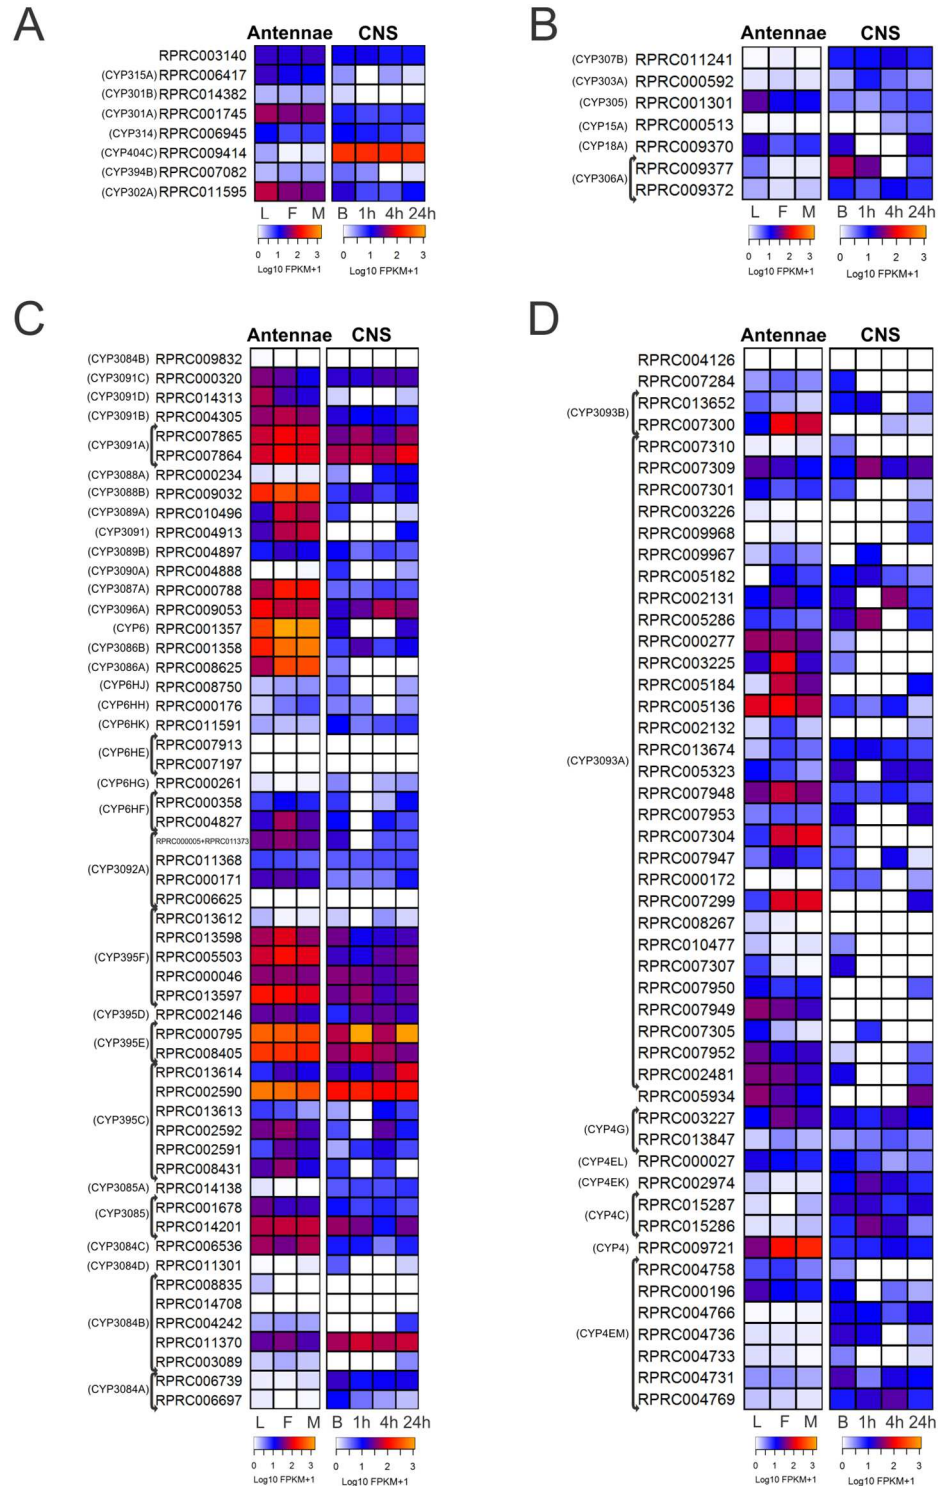 A
Antennae CNS
RPRC003140
(CYP315A) RPRC006417
(CYP301B) RPRC014382
(CYP301A) RPRC001745
(CYP314) RPRC006945
(CYP404C) RPRC009414
(CYP394B) RPRC007082
(CYP302A) RPRC011595
L F M B 1h 4h 24h
0 1 2 3 0 1 2 3
Log10 FPKM+1 Log10 FPKM+1
B
Antennae CNS
(CYP307B) RPRC011241
(CYP303A) RPRC000592
(CYP305) RPRC001301
(CYP15A) RPRC000513
(CYP18A) RPRC009370
(CYP306A) RPRC009377
RPRC009372
L F M B 1h 4h 24h
0 1 2 3 0 1 2 3
Log10 FPKM+1 Log10 FPKM+1
C
Antennae CNS
(CYP3084B) RPRC009832
(CYP3091C) RPRC000320
(CYP3091D) RPRC014313
(CYP3091B) RPRC004305
(CYP3091A) RPRC007865
RPRC007864
(CYP3088A) RPRC000234
(CYP3088B) RPRC009032
(CYP3089A) RPRC010496
(CYP3091) RPRC004913
(CYP3089B) RPRC004897
(CYP3090A) RPRC004888
(CYP3087A) RPRC000788
(CYP3096A) RPRC009053
(CYP6) RPRC001357
(CYP3086B) RPRC001358
(CYP3086A) RPRC008625
(CYP6HJ) RPRC008750
(CYP6HH) RPRC000176
(CYP6HK) RPRC011591
(CYP6HE) RPRC007913
RPRC007197
(CYP6HG) RPRC000261
(CYP6HF) RPRC000358
RPRC004827
RPRC000005+RPRC011373
(CYP3092A) RPRC011368
RPRC000171
RPRC006625
RPRC013612
RPRC013598
(CYP395F) RPRC005503
RPRC000046
RPRC013597
(CYP395D) RPRC002146
(CYP395E) RPRC000795
RPRC008405
RPRC013614
RPRC002590
(CYP395C) RPRC013613
RPRC002592
RPRC002591
RPRC008431
(CYP3085A) RPRC014138
(CYP3085) RPRC001678
RPRC014201
(CYP3084C) RPRC006536
(CYP3084D) RPRC011301
RPRC008835
RPRC014708
(CYP3084B) RPRC004242
RPRC011370
RPRC003089
(CYP3084A) RPRC006739
RPRC006697
L F M B 1h 4h 24h
0 1 2 3 0 1 2 3
Log10 FPKM+1 Log10 FPKM+1
D
Antennae CNS
RPRC004126
RPRC007284
(CYP3093B) RPRC013652
RPRC007300
RPRC007310
RPRC007309
RPRC007301
RPRC003226
RPRC009968
RPRC009967
RPRC005182
RPRC002131
RPRC005286
RPRC000277
RPRC003225
RPRC005184
RPRC005136
RPRC002132
RPRC013674
(CYP3093A) RPRC005323
RPRC007948
RPRC007953
RPRC007304
RPRC007947
RPRC000172
RPRC007299
RPRC008267
RPRC010477
RPRC007307
RPRC007950
RPRC007949
RPRC007305
RPRC007952
RPRC002481
RPRC005934
(CYP4G) RPRC003227
RPRC013847
(CYP4EL) RPRC000027
(CYP4EK) RPRC002974
(CYP4C) RPRC015287
RPRC015286
(CYP4) RPRC009721
RPRC004758
RPRC000196
RPRC004766
(CYP4EM) RPRC004736
RPRC004733
RPRC004731
RPRC004769
L F M B 1h 4h 24h
0 1 2 3 0 1 2 3
Log10 FPKM+1 Log10 FPKM+1